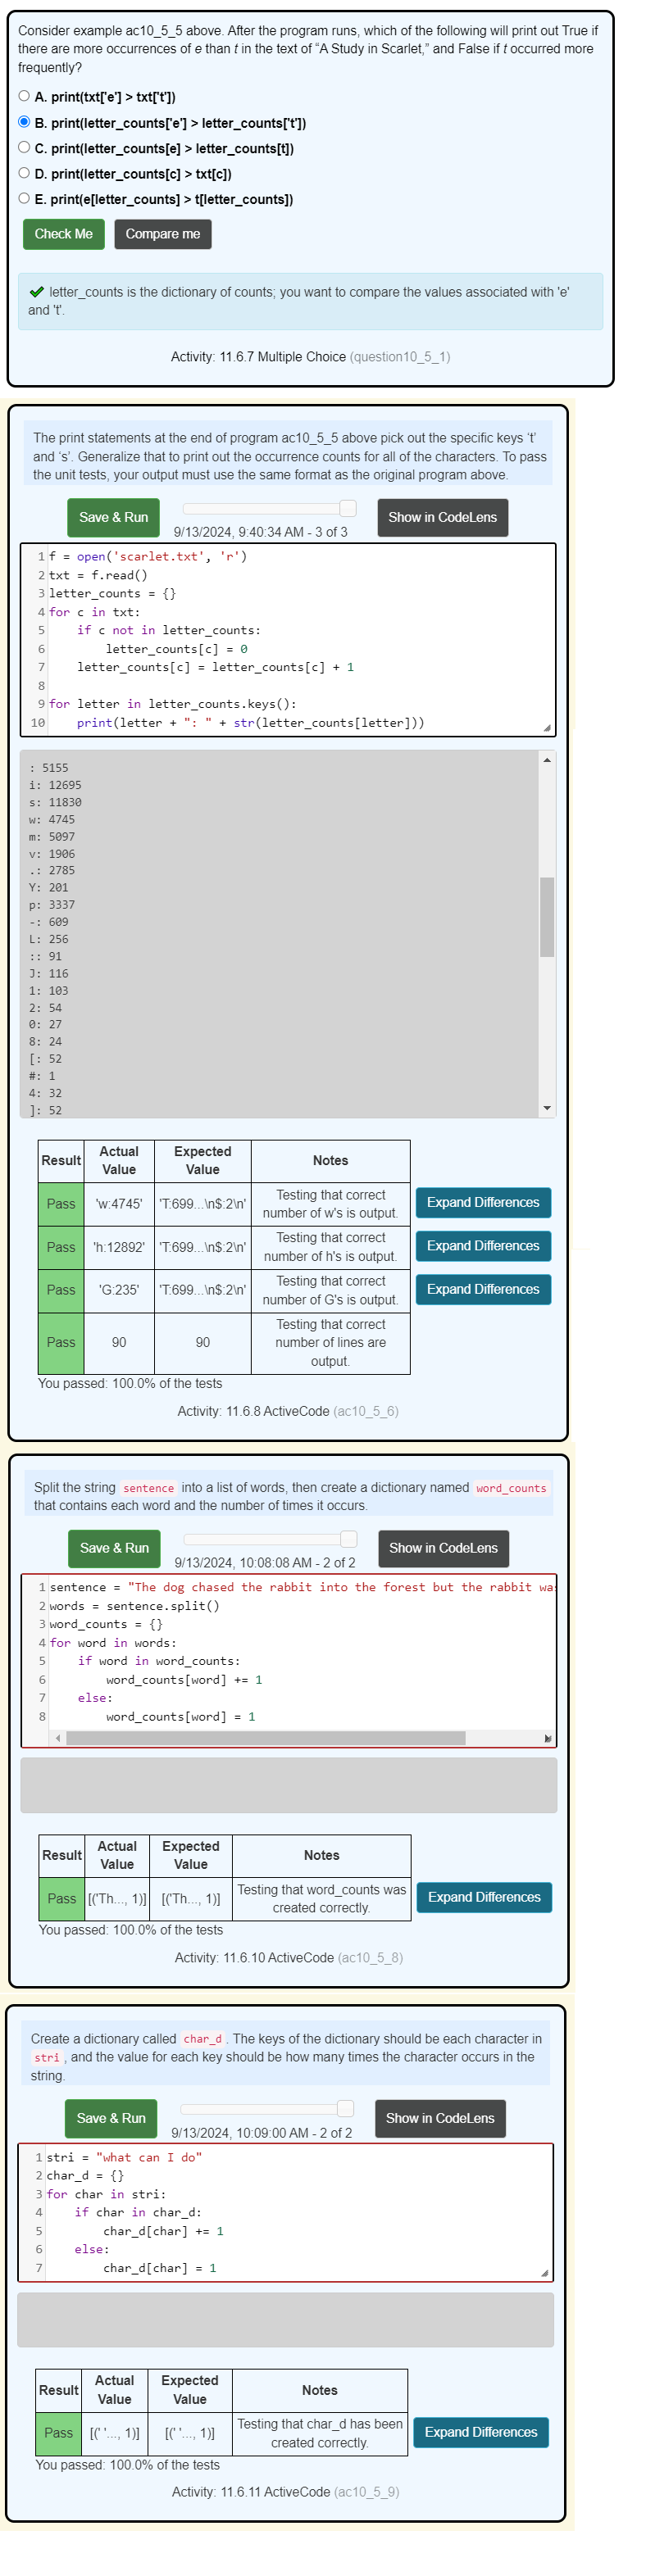 Consider example ac10_5_5 above. After the program runs, which of the following will print out True if
there are more occurrences of e than t in the text of “A Study in Scarlet,” and False if t occurred more
frequently?
A. print(txt['e'] > txt['t'])
B. print(letter_counts['e'] > letter_counts['t'])
C. print(letter_counts[e] > letter_counts[t])
D. print(letter_counts[c] > txt[c])
E. print(e[letter_counts] > t[letter_counts])
Check Me Compare me
✔ letter_counts is the dictionary of counts; you want to compare the values associated with 'e'
and 't'.
Activity: 11.6.7 Multiple Choice (question10_5_1)
The print statements at the end of program ac10_5_5 above pick out the specific keys ‘t’
and ‘s’. Generalize that to print out the occurrence counts for all of the characters. To pass
the unit tests, your output must use the same format as the original program above.
Save & Run 9/13/2024, 9:40:34 AM - 3 of 3 Show in CodeLens
1 f = open('scarlet.txt', 'r')
2 txt = f.read()
3 letter_counts = {}
4 for c in txt:
5     if c not in letter_counts:
6         letter_counts[c] = 0
7     letter_counts[c] = letter_counts[c] + 1
8
9 for letter in letter_counts.keys():
10     print(letter + ": " + str(letter_counts[letter]))
: 5155
i: 12695
s: 11830
w: 4745
m: 5097
v: 1906
.: 2785
Y: 201
p: 3337
-: 609
L: 256
:: 91
J: 116
1: 103
2: 54
0: 27
8: 24
[: 52
#: 1
4: 32
]: 52
Result Actual Value Expected Value Notes
Pass 'w:4745' 'T:699...\n$:2\n' Testing that correct number of w's is output. Expand Differences
Pass 'h:12892' 'T:699...\n$:2\n' Testing that correct number of h's is output. Expand Differences
Pass 'G:235' 'T:699...\n$:2\n' Testing that correct number of G's is output. Expand Differences
Pass 90 90 Testing that correct number of lines are output.
You passed: 100.0% of the tests
Activity: 11.6.8 ActiveCode (ac10_5_6)
Split the string sentence into a list of words, then create a dictionary named word_counts
that contains each word and the number of times it occurs.
Save & Run 9/13/2024, 10:08:08 AM - 2 of 2 Show in CodeLens
1 sentence = "The dog chased the rabbit into the forest but the rabbit wa
2 words = sentence.split()
3 word_counts = {}
4 for word in words:
5     if word in word_counts:
6         word_counts[word] += 1
7     else:
8         word_counts[word] = 1
Result Actual Value Expected Value Notes
Pass [('Th..., 1)] [('Th..., 1)] Testing that word_counts was created correctly. Expand Differences
You passed: 100.0% of the tests
Activity: 11.6.10 ActiveCode (ac10_5_8)
Create a dictionary called char_d . The keys of the dictionary should be each character in
stri , and the value for each key should be how many times the character occurs in the
string.
Save & Run 9/13/2024, 10:09:00 AM - 2 of 2 Show in CodeLens
1 stri = "what can I do"
2 char_d = {}
3 for char in stri:
4     if char in char_d:
5         char_d[char] += 1
6     else:
7         char_d[char] = 1
Result Actual Value Expected Value Notes
Pass [(' '..., 1)] [(' '..., 1)] Testing that char_d has been created correctly. Expand Differences
You passed: 100.0% of the tests
Activity: 11.6.11 ActiveCode (ac10_5_9)